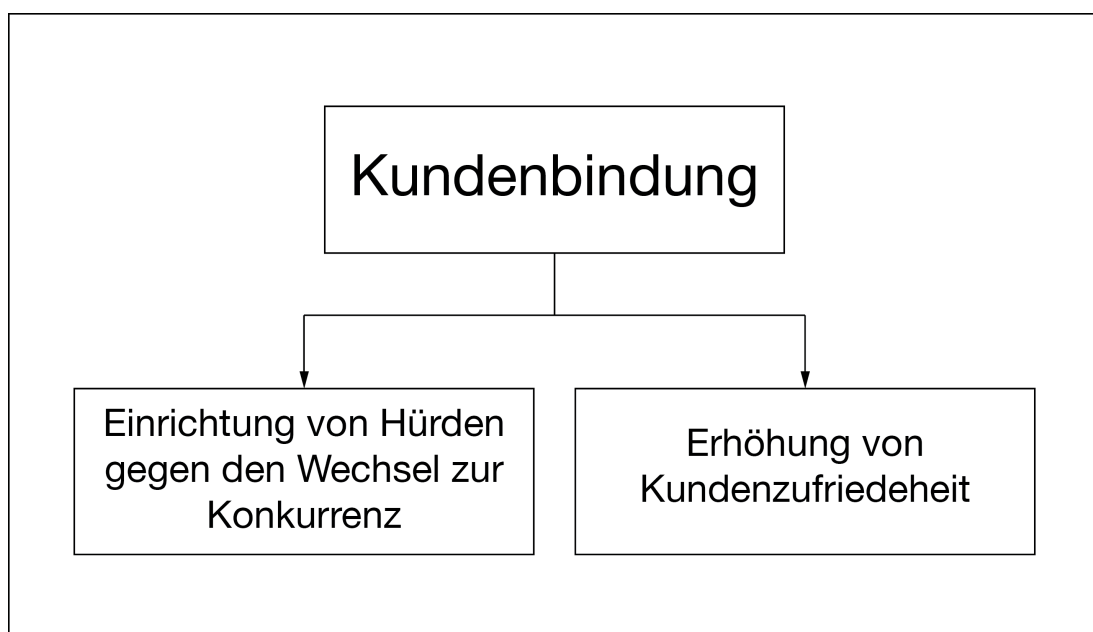 Kundenbindung
Einrichtung von Hürden
gegen den Wechsel zur
Konkurrenz
Erhöhung von
Kundenzufriedeheit